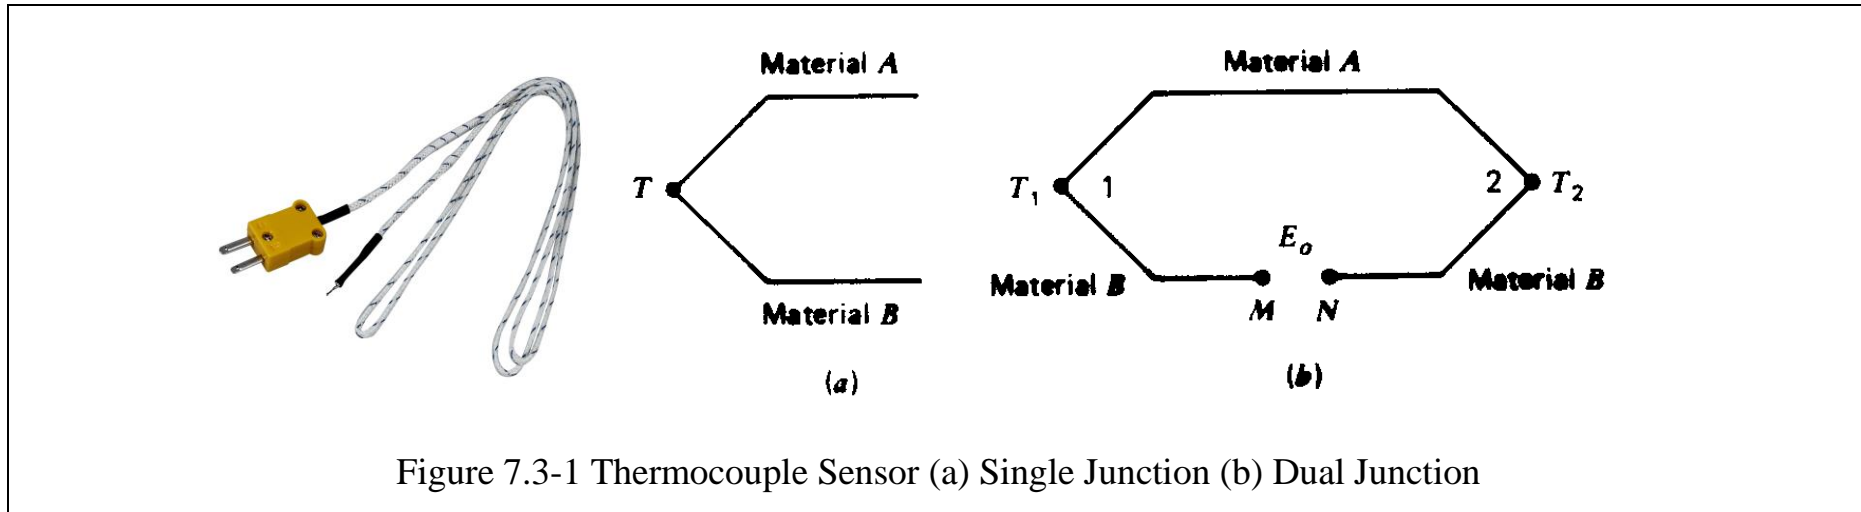 Material A
T
Material B
(a)
Material A
T₁
1
2
T₂
Eₒ
Material B
M
N
Material B
(b)
Figure 7.3-1 Thermocouple Sensor (a) Single Junction (b) Dual Junction